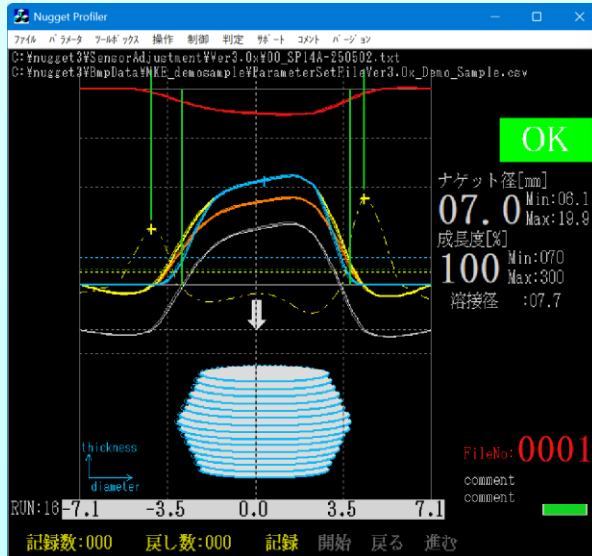 Nugget Profiler
ファイル パラメータ ツールボックス 操作 制御 判定 サポート コメント バージョン
C:¥nugget3¥SensorAdjustment¥Ver3.0x¥00_SP14A-250502.txt
C:¥nugget3¥BmpData¥NKE_demosample¥ParameterSetFileVer3.0x_Demo_Sample.csv
OK
ナゲット径[mm]
07.0 Min:06.1
Max:19.9
成長度[%]
100 Min:070
Max:300
溶接径 :07.7
thickness
diameter
FileNo:0001
comment
comment
RUN:16 -7.1 -3.5 0.0 3.5 7.1
記録数:000 戻し数:000 記録 開始 戻る 進む